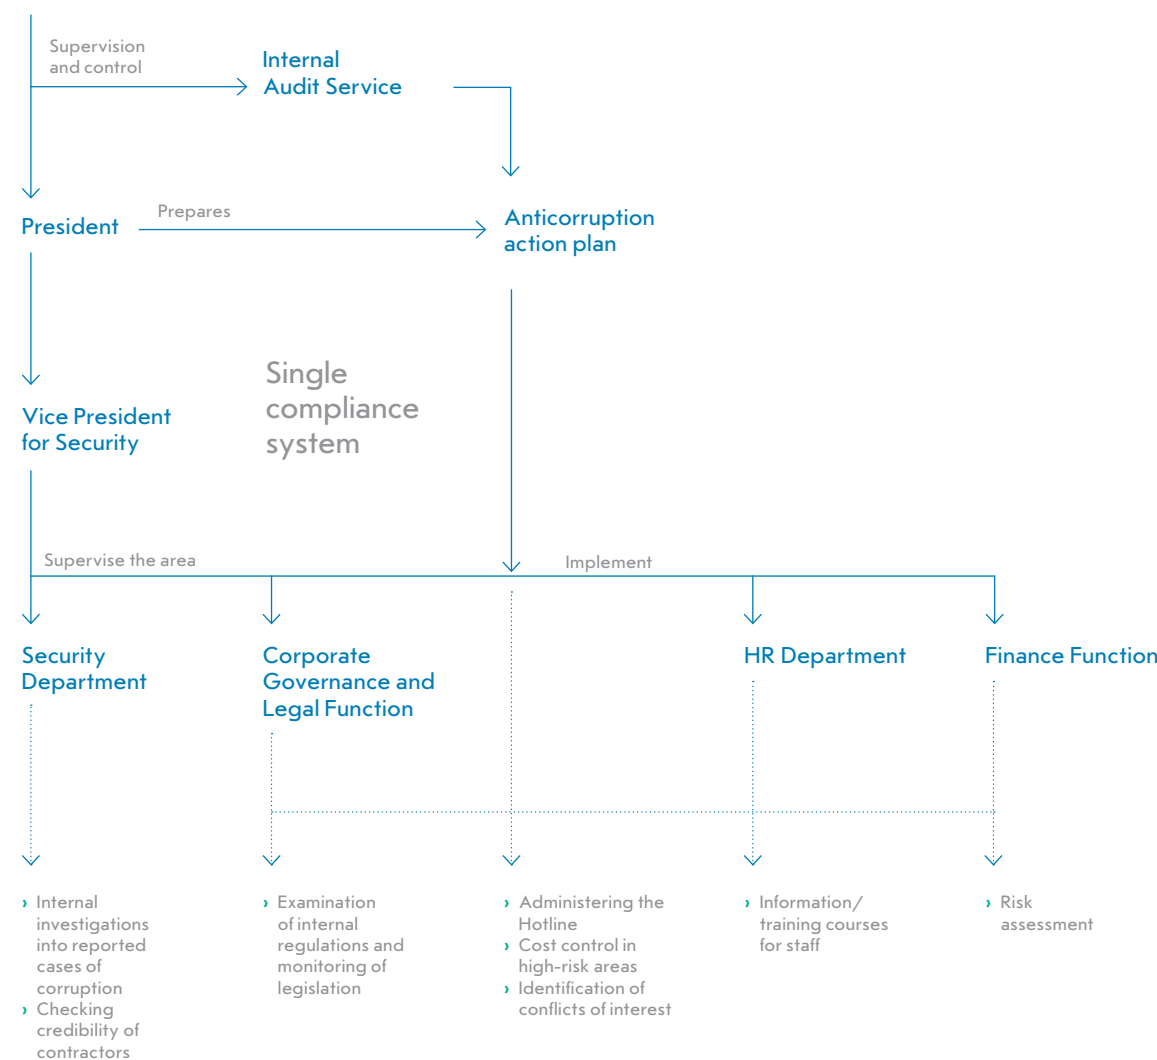 Supervision
and control
Internal
Audit Service
President
Prepares
Anticorruption
action plan
Single
compliance
system
Vice President
for Security
Supervise the area
Implement
Security
Department
Corporate
Governance and
Legal Function
HR Department
Finance Function
› Internal
investigations
into reported
cases of
corruption
› Checking
credibility of
contractors
› Examination
of internal
regulations and
monitoring of
legislation
› Administering the
Hotline
› Cost control in
high-risk areas
› Identification of
conflicts of interest
› Information/
training courses
for staff
› Risk
assessment